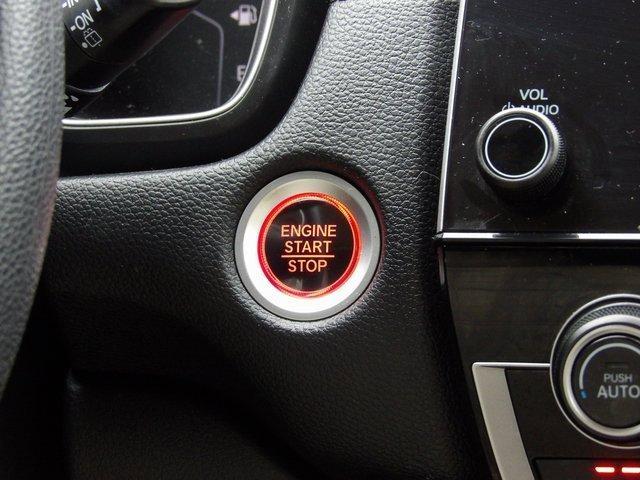 ON
E
VOL
AUDIO
ENGINE
START
STOP
PUSH
AUTO